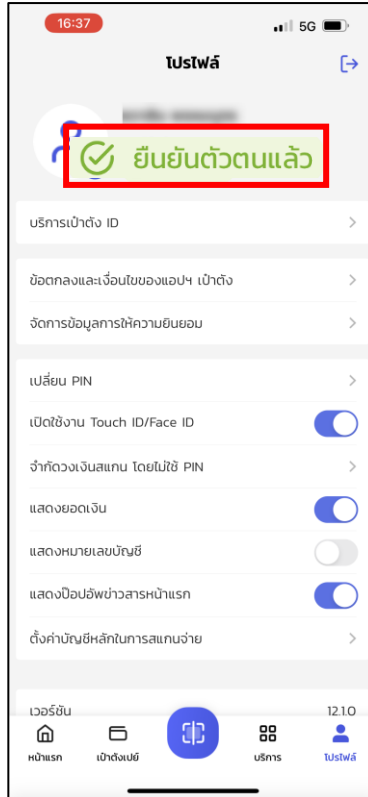 16:37
5G
โปรไฟล์
ยืนยันตัวตนแล้ว
บริการเป๋าตัง ID
ข้อตกลงและเงื่อนไขของแอปฯ เป๋าตัง
จัดการข้อมูลการให้ความยินยอม
เปลี่ยน PIN
เปิดใช้งาน Touch ID/Face ID
จำกัดวงเงินสแกน โดยไม่ใช้ PIN
แสดงยอดเงิน
แสดงหมายเลขบัญชี
แสดงป๊อปอัพข่าวสารหน้าแรก
ตั้งค่าบัญชีหลักในการสแกนจ่าย
เวอร์ชัน 12.1.0
หน้าแรก เป๋าตังเปย์ บริการ โปรไฟล์